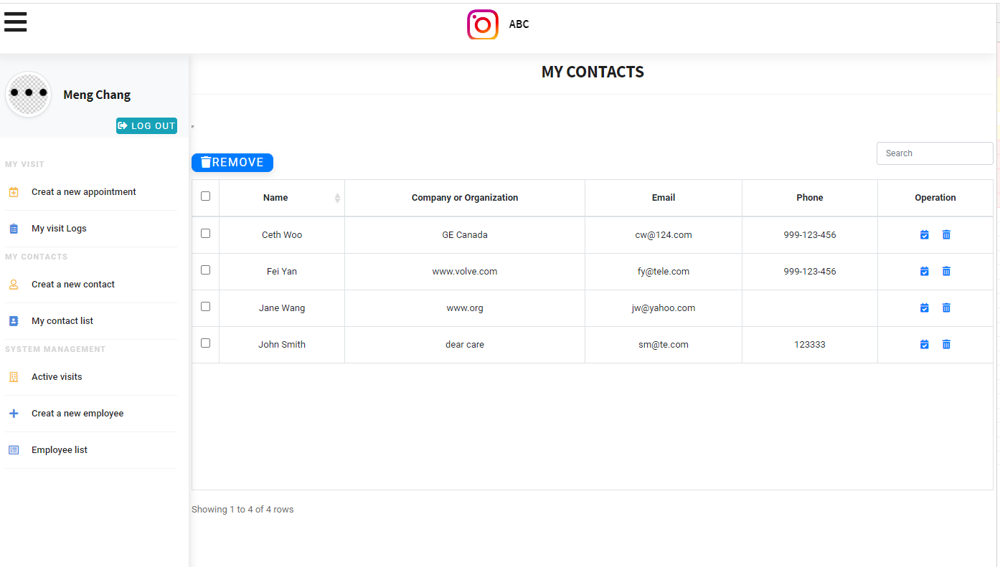 ABC
Meng Chang
LOG OUT
MY VISIT
Creat a new appointment
My visit Logs
MY CONTACTS
Creat a new contact
My contact list
SYSTEM MANAGEMENT
Active visits
Creat a new employee
Employee list
MY CONTACTS
REMOVE
Search
Name Company or Organization Email Phone Operation
Ceth Woo GE Canada cw@124.com 999-123-456
Fei Yan www.volve.com fy@tele.com 999-123-456
Jane Wang www.org jw@yahoo.com
John Smith dear care sm@te.com 123333
Showing 1 to 4 of 4 rows